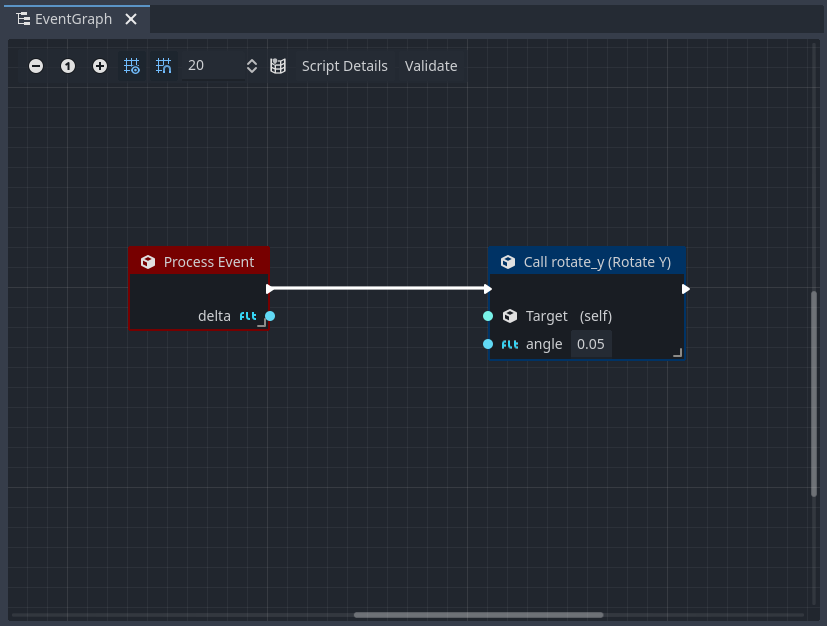 EventGraph
1 20 Script Details Validate
Process Event
delta flt
Call rotate_y (Rotate Y)
Target (self)
flt angle 0.05